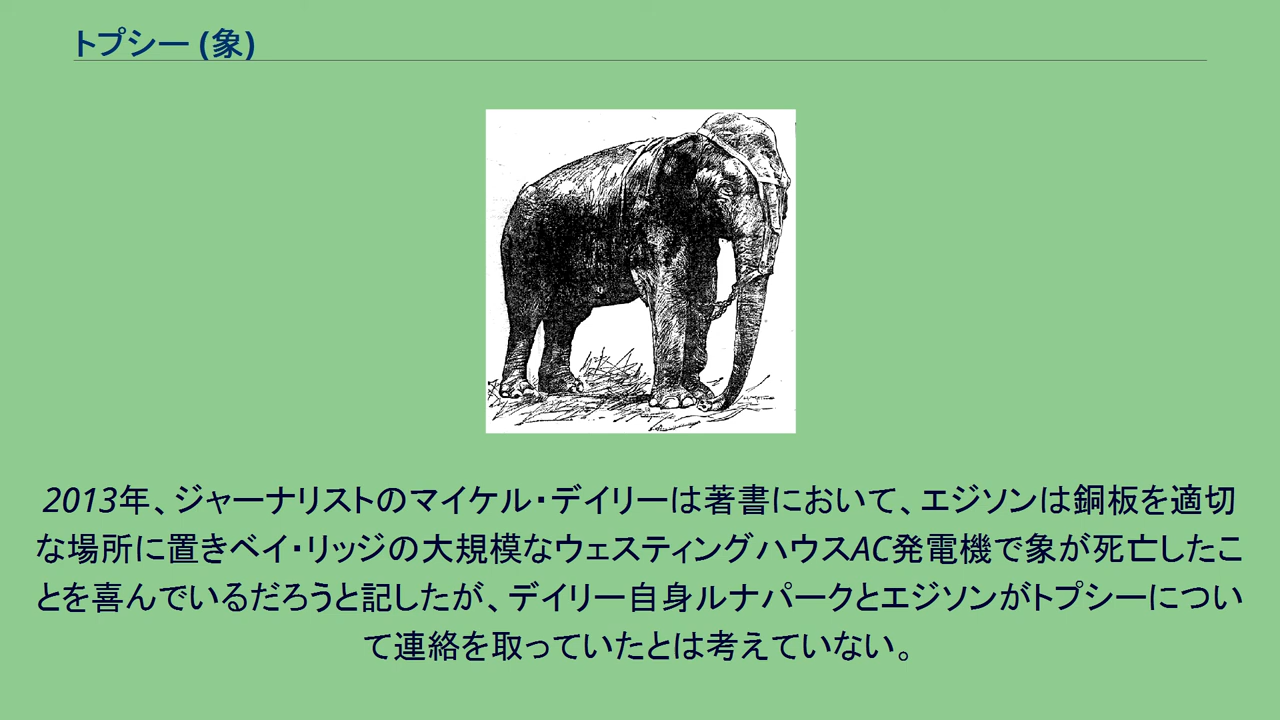 トプシー (象)
2013年、ジャーナリストのマイケル・デイリーは著書において、エジソンは銅板を適切
な場所に置きベイ・リッジの大規模なウェスティングハウスAC発電機で象が死亡したこ
とを喜んでいるだろうと記したが、デイリー自身ルナパークとエジソンがトプシーについ
て連絡を取っていたとは考えていない。